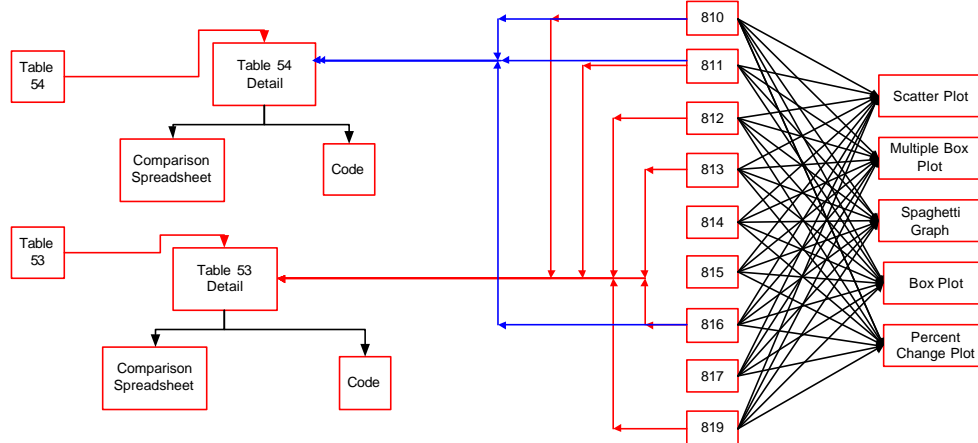 Table
54
Table 54
Detail
Comparison
Spreadsheet
Code
Table
53
Table 53
Detail
Comparison
Spreadsheet
Code
810
811
812
813
814
815
816
817
819
Scatter Plot
Multiple Box
Plot
Spaghetti
Graph
Box Plot
Percent
Change Plot